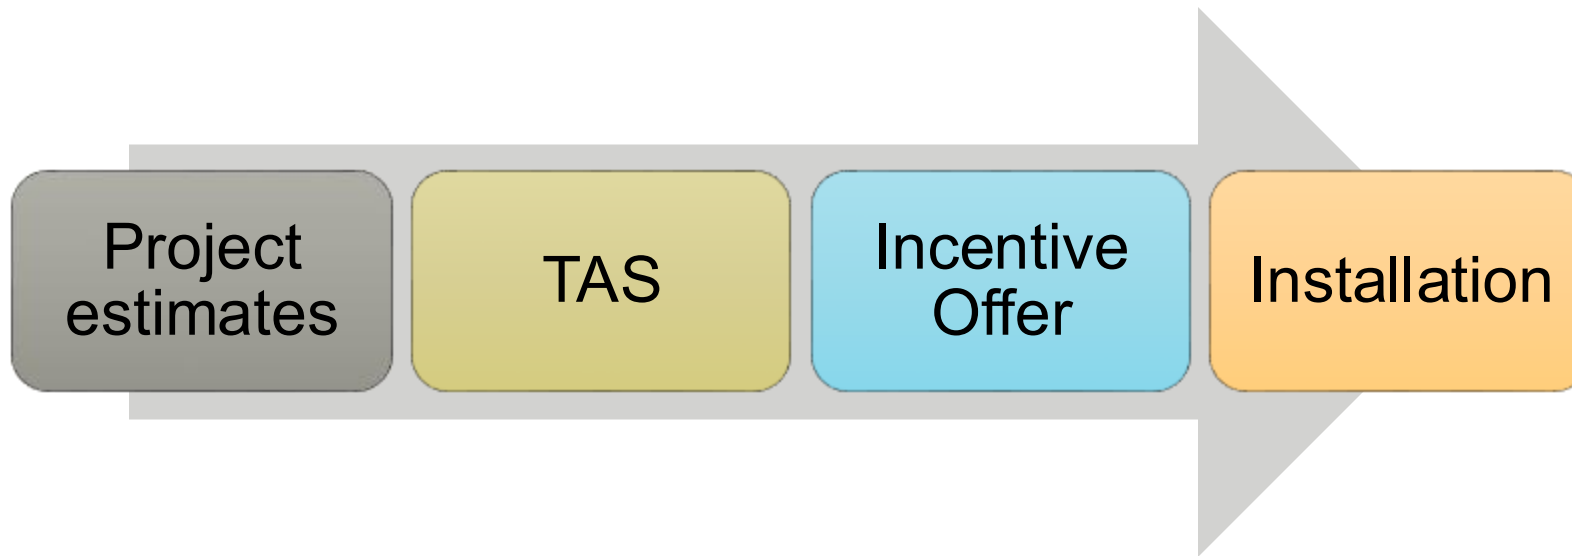 Project
estimates
TAS
Incentive
Offer
Installation